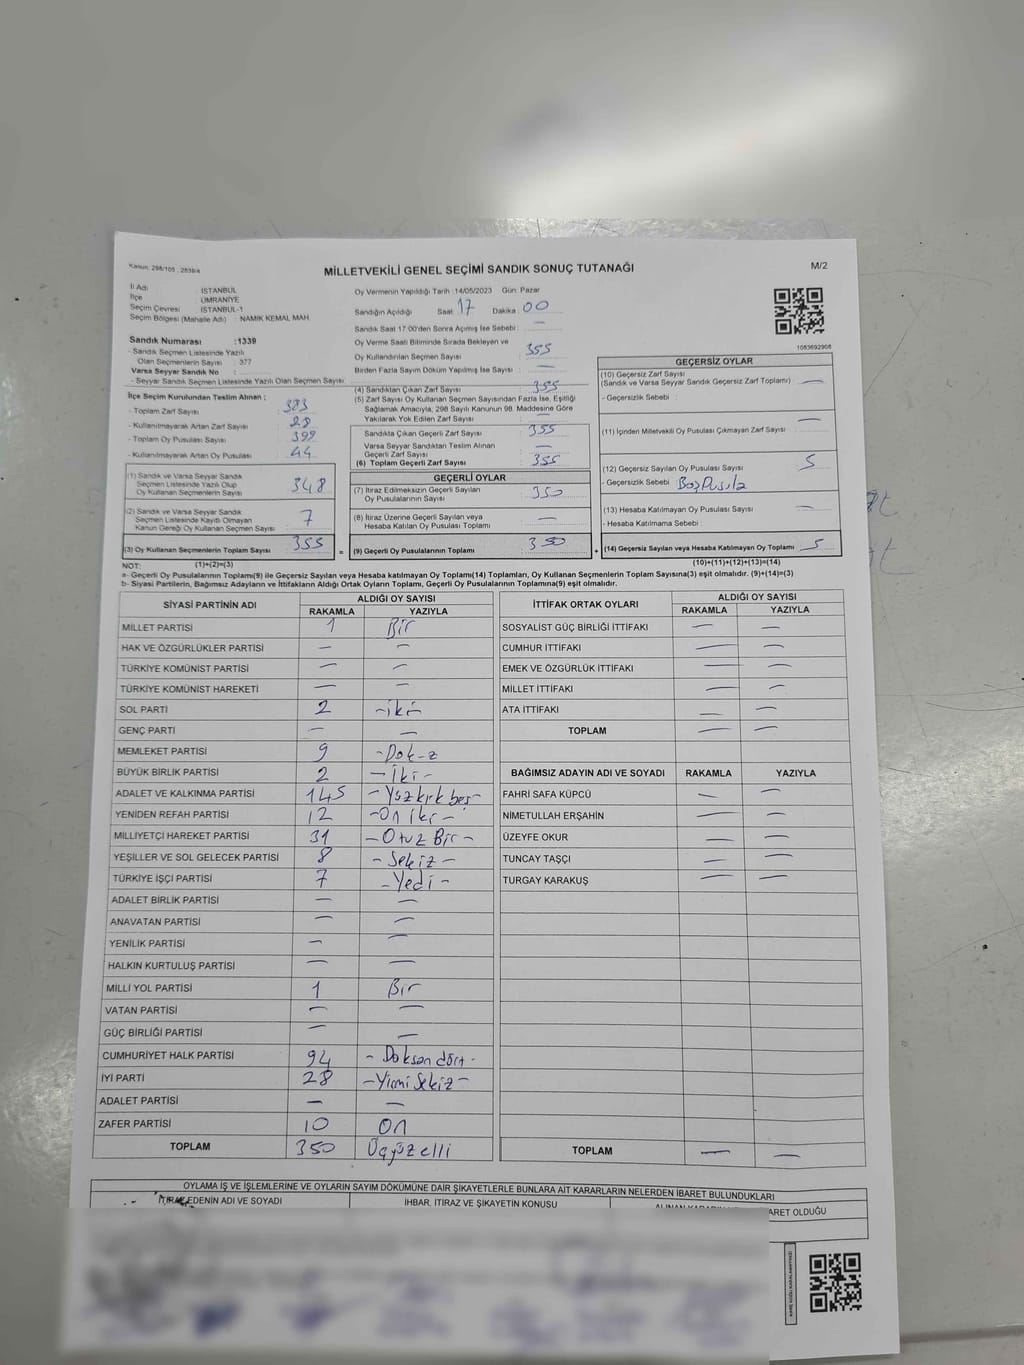 Kanun, 298/105 , 2839/4
MİLLETVEKİLİ GENEL SEÇİMİ SANDIK SONUÇ TUTANAĞI
M/2
İl Adı : İSTANBUL
İlçe : ÜMRANİYE
Seçim Çevresi : İSTANBUL-1
Seçim Bölgesi (Mahalle Adı) : NAMIK KEMAL MAH.
Oy Vermenin Yapıldığı Tarih :14/05/2023 Gün: Pazar
Sandığın Açıldığı Saat 17 Dakika 00
Sandık Saat 17:00'den Sonra Açmış İse Sebebi : —
1083692908
Sandık Numarası :1339
- Sandık Seçmen Listesinde Yazılı
Olan Seçmenlerin Sayısı : 377
Varsa Seyyar Sandık No :
- Seyyar Sandık Seçmen Listesinde Yazılı Olan Seçmen Sayısı:
Oy Verme Saati Bitiminde Sırada Bekleyen ve
Oy Kullandırılan Seçmen Sayısı 355
Birden Fazla Sayım Döküm Yapılmış İse Sayısı : —
İlçe Seçim Kurulundan Teslim Alınan :
- Toplam Zarf Sayısı : 383
- Kullanılmayarak Artan Zarf Sayısı : 28
- Toplam Oy Pusulası Sayısı : 399
- Kullanılmayarak Artan Oy Pusulası : 44
(4) Sandıktan Çıkan Zarf Sayısı : 355
(5) Zarf Sayısı Oy Kullanan Seçmen Sayısından Fazla İse, Eşitliği
Sağlamak Amacıyla, 298 Sayılı Kanunun 98. Maddesine Göre
Yakılarak Yok Edilen Zarf Sayısı : —
Sandıkta Çıkan Geçerli Zarf Sayısı : 355
Varsa Seyyar Sandıktan Teslim Alınan
Geçerli Zarf Sayısı : —
(6) Toplam Geçerli Zarf Sayısı : 355
GEÇERSİZ OYLAR
(10) Geçersiz Zarf Sayısı
(Sandık ve Varsa Seyyar Sandık Geçersiz Zarf Toplamı) —
- Geçersizlik Sebebi :
(11) İçinden Milletvekili Oy Pusulası Çıkmayan Zarf Sayısı —
(12) Geçersiz Sayılan Oy Pusulası Sayısı 5
- Geçersizlik Sebebi : Boş Pusula
(13) Hesaba Katılmayan Oy Pusulası Sayısı —
- Hesaba Katılmama Sebebi :
(14) Geçersiz Sayılan veya Hesaba Katılmayan Oy Toplamı 5
(10)+(11)+(12)+(13)=(14)
(1) Sandık ve Varsa Seyyar Sandık
Seçmen Listesinde Yazılı Olup
Oy Kullanan Seçmenlerin Sayısı 348
(2) Sandık ve Varsa Seyyar Sandık
Seçmen Listesinde Kayıtlı Olmayan
Kanun Gereği Oy Kullanan Seçmen Sayısı 7
(3) Oy Kullanan Seçmenlerin Toplam Sayısı 355 =
GEÇERLİ OYLAR
(7) İtiraz Edilmeksizin Geçerli Sayılan
Oy Pusulalarının Sayısı 350
(8) İtiraz Üzerine Geçerli Sayılan veya
Hesaba Katılan Oy Pusulası Toplamı —
(9) Geçerli Oy Pusulalarının Toplamı 350 +
NOT: (1)+(2)=(3)
a- Geçerli Oy Pusulalarının Toplamı(9) ile Geçersiz Sayılan veya Hesaba katılmayan Oy Toplamı(14) Toplamları, Oy Kullanan Seçmenlerin Toplam Sayısına(3) eşit olmalıdır. (9)+(14)=(3)
b- Siyasi Partilerin, Bağımsız Adayların ve İttifakların Aldığı Ortak Oyların Toplamı, Geçerli Oy Pusulalarının Toplamına(9) eşit olmalıdır.
SİYASİ PARTİNİN ADI ALDIĞI OY SAYISI
RAKAMLA YAZIYLA
MİLLET PARTİSİ 1 Bir
HAK VE ÖZGÜRLÜKLER PARTİSİ — —
TÜRKİYE KOMÜNİST PARTİSİ — —
TÜRKİYE KOMÜNİST HAREKETİ — —
SOL PARTİ 2 -iki-
GENÇ PARTİ — —
MEMLEKET PARTİSİ 9
BÜYÜK BİRLİK PARTİSİ 2 - İki -
ADALET VE KALKINMA PARTİSİ 145 - Yüzkırkbeş-
YENİDEN REFAH PARTİSİ 12 -On iki -
MİLLİYETÇİ HAREKET PARTİSİ 31 - Otuz Bir -
YEŞİLLER VE SOL GELECEK PARTİSİ 8 - Sekiz -
TÜRKİYE İŞÇİ PARTİSİ 7 - Yedi -
ADALET BİRLİK PARTİSİ — —
ANAVATAN PARTİSİ — —
YENİLİK PARTİSİ — —
HALKIN KURTULUŞ PARTİSİ — —
MİLLİ YOL PARTİSİ 1 Bir
VATAN PARTİSİ — —
GÜÇ BİRLİĞİ PARTİSİ — —
CUMHURİYET HALK PARTİSİ 94 - Doksan dört -
İYİ PARTİ 28 -Yirmi Sekiz -
ADALET PARTİSİ — —
ZAFER PARTİSİ 10 On
TOPLAM 350 Üçyüzelli
İTTİFAK ORTAK OYLARI ALDIĞI OY SAYISI
RAKAMLA YAZIYLA
SOSYALİST GÜÇ BİRLİĞİ İTTİFAKI — —
CUMHUR İTTİFAKI — —
EMEK VE ÖZGÜRLÜK İTTİFAKI — —
MİLLET İTTİFAKI — —
ATA İTTİFAKI — —
TOPLAM — —
BAĞIMSIZ ADAYIN ADI VE SOYADI RAKAMLA YAZIYLA
FAHRİ SAFA KÜPCÜ — —
NİMETULLAH ERŞAHİN — —
ÜZEYFE OKUR — —
TUNCAY TAŞÇI — —
TURGAY KARAKUŞ — —
TOPLAM — —
OYLAMA İŞ VE İŞLEMLERİNE VE OYLARIN SAYIM DÖKÜMÜNE DAİR ŞİKAYETLERLE BUNLARA AİT KARARLARIN NELERDEN İBARET BULUNDUKLARI
İTİRAZ EDENİN ADI VE SOYADI İHBAR, İTİRAZ VE ŞİKAYETİN KONUSU